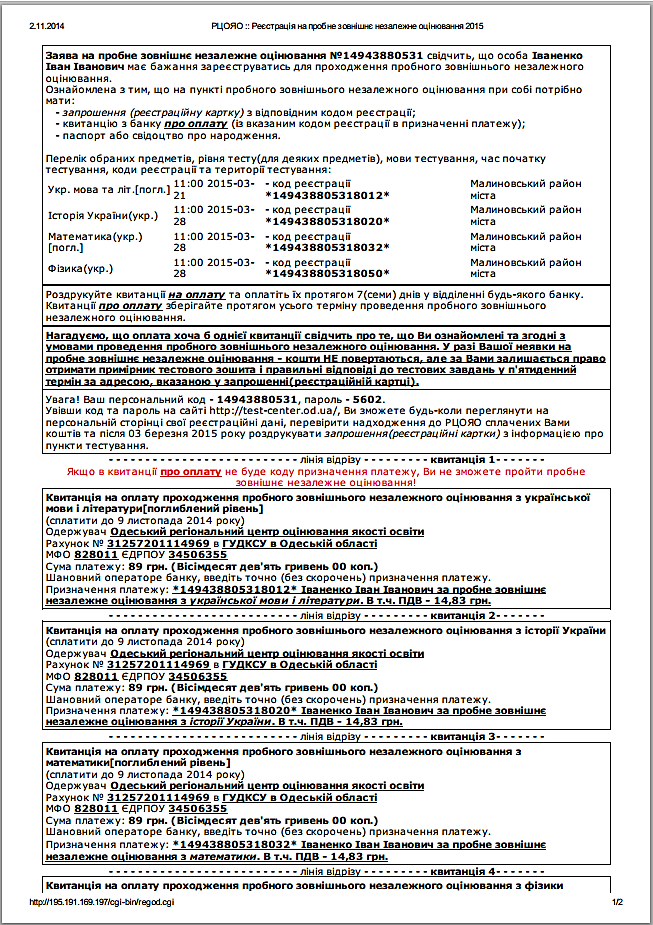 2.11.2014 РЦОЯО :: Реєстрація на пробне зовнішнє незалежне оцінювання 2015
Заява на пробне зовнішнє незалежне оцінювання №14943880531 свідчить, що особа Іваненко
Іван Іванович має бажання зареєструватись для проходження пробного зовнішнього незалежного
оцінювання.
Ознайомлена з тим, що на пункті пробного зовнішнього незалежного оцінювання при собі потрібно
мати:
- запрошення (реєстраційну картку) з відповідним кодом реєстрації;
- квитанцію з банку про оплату (із вказаним кодом реєстрації в призначенні платежу);
- паспорт або свідоцтво про народження.
Перелік обраних предметів, рівня тесту(для деяких предметів), мови тестування, час початку
тестування, коди реєстрації та території тестування:
Укр. мова та літ.[погл.] 11:00 2015-03-21 - код реєстрації *149438805318012* Малиновський район міста
Історія України(укр.) 11:00 2015-03-28 - код реєстрації *149438805318020* Малиновський район міста
Математика(укр.)[погл.] 11:00 2015-03-28 - код реєстрації *149438805318032* Малиновський район міста
Фізика(укр.) 11:00 2015-03-28 - код реєстрації *149438805318050* Малиновський район міста
Роздрукуйте квитанції на оплату та оплатіть їх протягом 7(семи) днів у відділенні будь-якого банку.
Квитанції про оплату зберігайте протягом усього терміну проведення пробного зовнішнього
незалежного оцінювання.
Нагадуємо, що оплата хоча б однієї квитанції свідчить про те, що Ви ознайомлені та згодні з
умовами проведення пробного зовнішнього незалежного оцінювання. У разі Вашої неявки на
пробне зовнішнє незалежне оцінювання - кошти НЕ повертаються, але за Вами залишається право
отримати примірник тестового зошита і правильні відповіді до тестових завдань у п'ятиденний
термін за адресою, вказаною у запрошенні(реєстраційній картці).
Увага! Ваш персональний код - 14943880531, пароль - 5602.
Увівши код та пароль на сайті http://test-center.od.ua/, Ви зможете будь-коли переглянути на
персональній сторінці свої реєстраційні дані, перевірити надходження до РЦОЯО сплачених Вами
коштів та після 03 березня 2015 року роздрукувати запрошення(реєстраційні картки) з інформацією про
пункти тестування.
- - - - - - - - - - - - - - - - - - - - - - - - - - лінія відрізу - - - - - - - - - квитанція 1- - - - - - -
Якщо в квитанції про оплату не буде коду призначення платежу, Ви не зможете пройти пробне
зовнішнє незалежне оцінювання!
Квитанція на оплату проходження пробного зовнішнього незалежного оцінювання з української
мови і літератури[поглиблений рівень]
(сплатити до 9 листопада 2014 року)
Одержувач Одеський регіональний центр оцінювання якості освіти
Рахунок № 31257201114969 в ГУДКСУ в Одеській області
МФО 828011 ЄДРПОУ 34506355
Сума платежу: 89 грн. (Вісімдесят дев'ять гривень 00 коп.)
Шановний операторе банку, введіть точно (без скорочень) призначення платежу.
Призначення платежу: *149438805318012* Іваненко Іван Іванович за пробне зовнішнє
незалежне оцінювання з української мови і літератури. В т.ч. ПДВ - 14,83 грн.
- - - - - - - - - - - - - - - - - - - - - - - - - - лінія відрізу - - - - - - - - - квитанція 2- - - - - - -
Квитанція на оплату проходження пробного зовнішнього незалежного оцінювання з історії України
(сплатити до 9 листопада 2014 року)
Одержувач Одеський регіональний центр оцінювання якості освіти
Рахунок № 31257201114969 в ГУДКСУ в Одеській області
МФО 828011 ЄДРПОУ 34506355
Сума платежу: 89 грн. (Вісімдесят дев'ять гривень 00 коп.)
Шановний операторе банку, введіть точно (без скорочень) призначення платежу.
Призначення платежу: *149438805318020* Іваненко Іван Іванович за пробне зовнішнє
незалежне оцінювання з історії України. В т.ч. ПДВ - 14,83 грн.
- - - - - - - - - - - - - - - - - - - - - - - - - - лінія відрізу - - - - - - - - - квитанція 3- - - - - - -
Квитанція на оплату проходження пробного зовнішнього незалежного оцінювання з
математики[поглиблений рівень]
(сплатити до 9 листопада 2014 року)
Одержувач Одеський регіональний центр оцінювання якості освіти
Рахунок № 31257201114969 в ГУДКСУ в Одеській області
МФО 828011 ЄДРПОУ 34506355
Сума платежу: 89 грн. (Вісімдесят дев'ять гривень 00 коп.)
Шановний операторе банку, введіть точно (без скорочень) призначення платежу.
Призначення платежу: *149438805318032* Іваненко Іван Іванович за пробне зовнішнє
незалежне оцінювання з математики. В т.ч. ПДВ - 14,83 грн.
- - - - - - - - - - - - - - - - - - - - - - - - - - лінія відрізу - - - - - - - - - квитанція 4- - - - - - -
Квитанція на оплату проходження пробного зовнішнього незалежного оцінювання з фізики
http://195.191.169.197/cgi-bin/regod.cgi 1/2